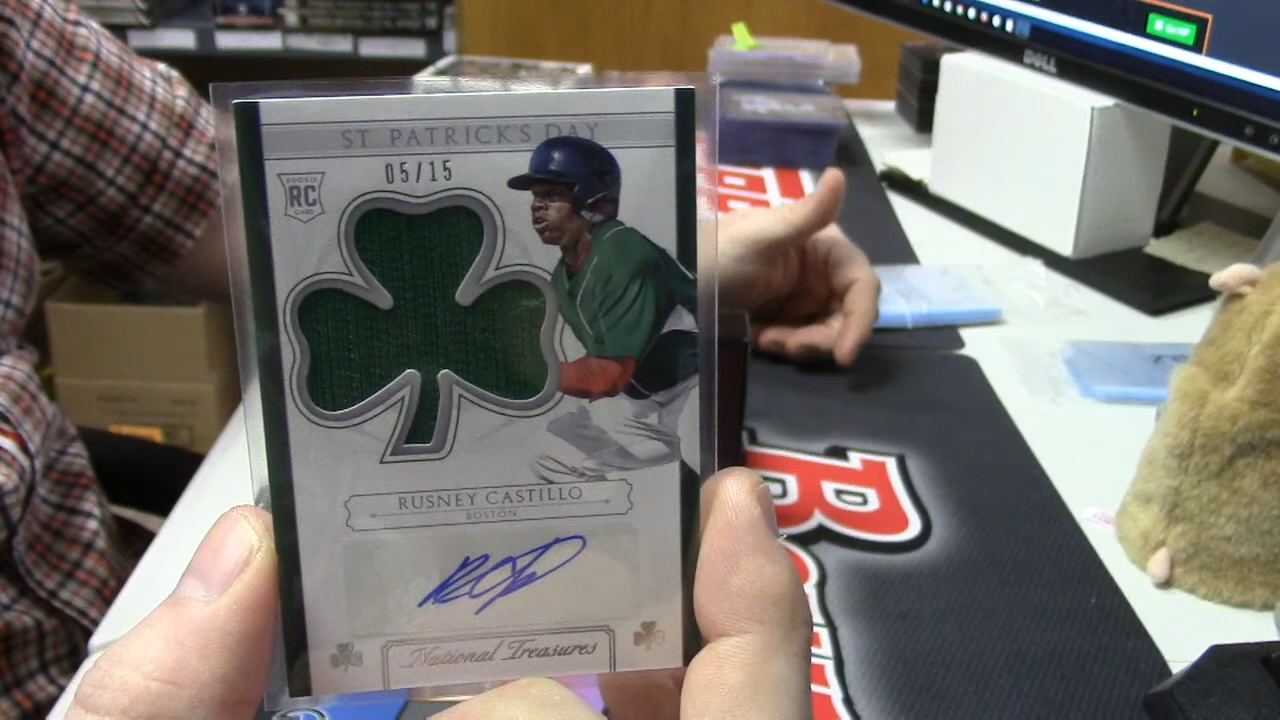 ST PATRICK'S DAY
05/15
ROOKIE
RC
CARD
RUSNEY CASTILLO
BOSTON
National Treasures
DELL